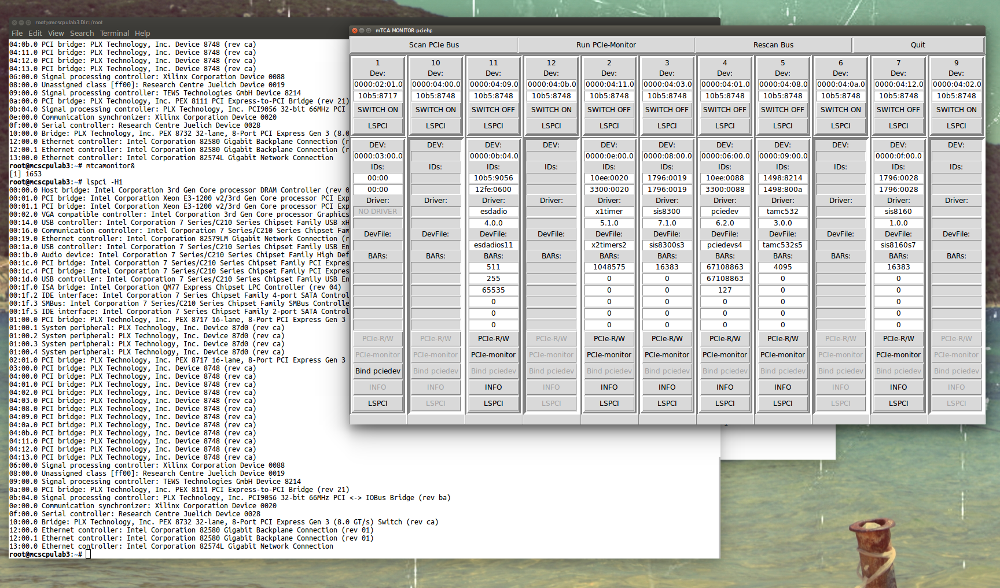 root@mcscpulab3 Dir: /root
File Edit View Search Terminal Help
04:0b.0 PCI bridge: PLX Technology, Inc. Device 8748 (rev ca)
04:11.0 PCI bridge: PLX Technology, Inc. Device 8748 (rev ca)
04:12.0 PCI bridge: PLX Technology, Inc. Device 8748 (rev ca)
04:13.0 PCI bridge: PLX Technology, Inc. Device 8748 (rev ca)
06:00.0 Signal processing controller: Xilinx Corporation Device 0088
08:00.0 Unassigned class [ff00]: Research Centre Juelich Device 0019
09:00.0 Signal processing controller: TEWS Technologies GmbH Device 8214
0a:00.0 PCI bridge: PLX Technology, Inc. PEX 8111 PCI Express-to-PCI Bridge (rev 21)
0b:04.0 Signal processing controller: PLX Technology, Inc. PCI9056 32-bit 66MHz PCI
0e:00.0 Communication synchronizer: Xilinx Corporation Device 0020
0f:00.0 Serial controller: Research Centre Juelich Device 0028
10:00.0 Bridge: PLX Technology, Inc. PEX 8732 32-lane, 8-Port PCI Express Gen 3 (8.0
12:00.0 Ethernet controller: Intel Corporation 82580 Gigabit Backplane Connection (r
12:00.1 Ethernet controller: Intel Corporation 82580 Gigabit Backplane Connection (r
13:00.0 Ethernet controller: Intel Corporation 82574L Gigabit Network Connection
root@mcscpulab3:~# mtcamonitor&
[1] 1653
root@mcscpulab3:~# lspci -H1
00:00.0 Host bridge: Intel Corporation 3rd Gen Core processor DRAM Controller (rev 0
00:01.0 PCI bridge: Intel Corporation Xeon E3-1200 v2/3rd Gen Core processor PCI Exp
00:01.1 PCI bridge: Intel Corporation Xeon E3-1200 v2/3rd Gen Core processor PCI Exp
00:02.0 VGA compatible controller: Intel Corporation 3rd Gen Core processor Graphics
00:14.0 USB controller: Intel Corporation 7 Series/C210 Series Chipset Family USB xH
00:16.0 Communication controller: Intel Corporation 7 Series/C210 Series Chipset Fam
00:19.0 Ethernet controller: Intel Corporation 82579LM Gigabit Network Connection (r
00:1a.0 USB controller: Intel Corporation 7 Series/C210 Series Chipset Family USB En
00:1b.0 Audio device: Intel Corporation 7 Series/C210 Series Chipset Family High Def
00:1c.0 PCI bridge: Intel Corporation 7 Series/C210 Series Chipset Family PCI Expres
00:1c.4 PCI bridge: Intel Corporation 7 Series/C210 Series Chipset Family PCI Expres
00:1d.0 USB controller: Intel Corporation 7 Series/C210 Series Chipset Family USB En
00:1f.0 ISA bridge: Intel Corporation QM77 Express Chipset LPC Controller (rev 04)
00:1f.2 IDE interface: Intel Corporation 7 Series Chipset Family 4-port SATA Control
00:1f.3 SMBus: Intel Corporation 7 Series/C210 Series Chipset Family SMBus Controlle
00:1f.5 IDE interface: Intel Corporation 7 Series Chipset Family 2-port SATA Control
01:00.0 PCI bridge: PLX Technology, Inc. PEX 8717 16-lane, 8-Port PCI Express Gen 3
01:00.1 System peripheral: PLX Technology, Inc. Device 87d0 (rev ca)
01:00.2 System peripheral: PLX Technology, Inc. Device 87d0 (rev ca)
01:00.3 System peripheral: PLX Technology, Inc. Device 87d0 (rev ca)
01:00.4 System peripheral: PLX Technology, Inc. Device 87d0 (rev ca)
02:01.0 PCI bridge: PLX Technology, Inc. PEX 8717 16-lane, 8-Port PCI Express Gen 3
03:00.0 PCI bridge: PLX Technology, Inc. Device 8748 (rev ca)
04:00.0 PCI bridge: PLX Technology, Inc. Device 8748 (rev ca)
04:01.0 PCI bridge: PLX Technology, Inc. Device 8748 (rev ca)
04:02.0 PCI bridge: PLX Technology, Inc. Device 8748 (rev ca)
04:03.0 PCI bridge: PLX Technology, Inc. Device 8748 (rev ca)
04:08.0 PCI bridge: PLX Technology, Inc. Device 8748 (rev ca)
04:09.0 PCI bridge: PLX Technology, Inc. Device 8748 (rev ca)
04:0a.0 PCI bridge: PLX Technology, Inc. Device 8748 (rev ca)
04:0b.0 PCI bridge: PLX Technology, Inc. Device 8748 (rev ca)
04:11.0 PCI bridge: PLX Technology, Inc. Device 8748 (rev ca)
04:12.0 PCI bridge: PLX Technology, Inc. Device 8748 (rev ca)
04:13.0 PCI bridge: PLX Technology, Inc. Device 8748 (rev ca)
06:00.0 Signal processing controller: Xilinx Corporation Device 0088
08:00.0 Unassigned class [ff00]: Research Centre Juelich Device 0019
09:00.0 Signal processing controller: TEWS Technologies GmbH Device 8214
0a:00.0 PCI bridge: PLX Technology, Inc. PEX 8111 PCI Express-to-PCI Bridge (rev 21)
0b:04.0 Signal processing controller: PLX Technology, Inc. PCI9056 32-bit 66MHz PCI <-> IOBus Bridge (rev ba)
0e:00.0 Communication synchronizer: Xilinx Corporation Device 0020
0f:00.0 Serial controller: Research Centre Juelich Device 0028
10:00.0 Bridge: PLX Technology, Inc. PEX 8732 32-lane, 8-Port PCI Express Gen 3 (8.0 GT/s) Switch (rev ca)
12:00.0 Ethernet controller: Intel Corporation 82580 Gigabit Backplane Connection (rev 01)
12:00.1 Ethernet controller: Intel Corporation 82580 Gigabit Backplane Connection (rev 01)
13:00.0 Ethernet controller: Intel Corporation 82574L Gigabit Network Connection
root@mcscpulab3:~#
mTCA-MONITOR-pciehp
Scan PCIe Bus Run PCIe-Monitor Rescan Bus Quit
1 10 11 12 2 3 4 5 6 7 9
Dev: Dev: Dev: Dev: Dev: Dev: Dev: Dev: Dev: Dev: Dev:
0000:02:01.0 0000:04:00.0 0000:04:09.0 0000:04:0b.0 0000:04:11.0 0000:04:03.0 0000:04:01.0 0000:04:08.0 0000:04:0a.0 0000:04:12.0 0000:04:02.0
10b5:8717 10b5:8748 10b5:8748 10b5:8748 10b5:8748 10b5:8748 10b5:8748 10b5:8748 10b5:8748 10b5:8748 10b5:8748
SWITCH ON SWITCH ON SWITCH OFF SWITCH ON SWITCH OFF SWITCH OFF SWITCH OFF SWITCH OFF SWITCH ON SWITCH OFF SWITCH ON
LSPCI LSPCI LSPCI LSPCI LSPCI LSPCI LSPCI LSPCI LSPCI LSPCI LSPCI
DEV: DEV: DEV: DEV: DEV: DEV: DEV: DEV: DEV: DEV: DEV:
0000:03:00.0 0000:0b:04.0 0000:0e:00.0 0000:08:00.0 0000:06:00.0 0000:09:00.0 0000:0f:00.0
IDs: IDs: IDs: IDs: IDs: IDs: IDs: IDs: IDs: IDs: IDs:
00:00 10b5:9056 10ee:0020 1796:0019 10ee:0088 1498:8214 1796:0028
00:00 12fe:0600 3300:0020 1796:0019 3300:0088 1498:800a 1796:0028
Driver: Driver: Driver: Driver: Driver: Driver: Driver: Driver: Driver: Driver: Driver:
NO DRIVER esdadio x1timer sis8300 pciedev tamc532 sis8160
4.0.0 5.1.0 7.1.0 6.2.0 3.0.0 1.0.0
DevFile: DevFile: DevFile: DevFile: DevFile: DevFile: DevFile: DevFile: DevFile: DevFile: DevFile:
esdadios11 x2timers2 sis8300s3 pciedevs4 tamc532s5 sis8160s7
BARs: BARs: BARs: BARs: BARs: BARs: BARs: BARs: BARs: BARs: BARs:
511 1048575 16383 67108863 4095 16383
255 0 0 67108863 0 0
65535 0 0 127 0 0
0 0 0 0 0 0
0 0 0 0 0 0
0 0 0 0 0 0
PCIe-R/W PCIe-R/W PCIe-R/W PCIe-R/W PCIe-R/W PCIe-R/W PCIe-R/W PCIe-R/W PCIe-R/W PCIe-R/W PCIe-R/W
PCIe-monitor PCIe-monitor PCIe-monitor PCIe-monitor PCIe-monitor PCIe-monitor PCIe-monitor PCIe-monitor PCIe-monitor PCIe-monitor PCIe-monitor
Bind pciedev Bind pciedev Bind pciedev Bind pciedev Bind pciedev Bind pciedev Bind pciedev Bind pciedev Bind pciedev Bind pciedev Bind pciedev
INFO INFO INFO INFO INFO INFO INFO INFO INFO INFO INFO
LSPCI LSPCI LSPCI LSPCI LSPCI LSPCI LSPCI LSPCI LSPCI LSPCI LSPCI